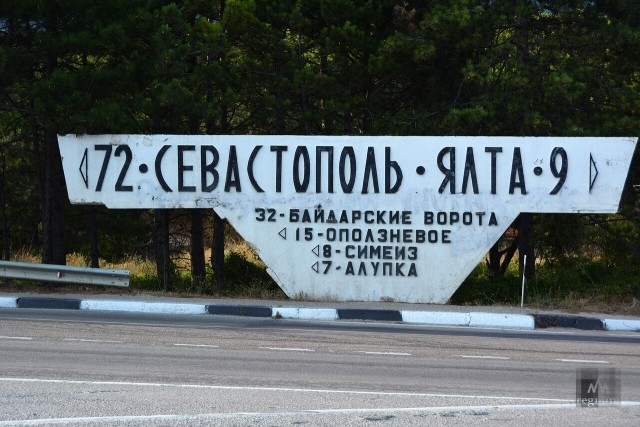 ◁ 72 · СЕВАСТОПОЛЬ · ЯЛТА · 9 ▷
32 - БАЙДАРСКИЕ ВОРОТА
◁ 15 - ОПОЛЗНЕВОЕ
◁ 8 - СИМЕИЗ
◁ 7 - АЛУПКА